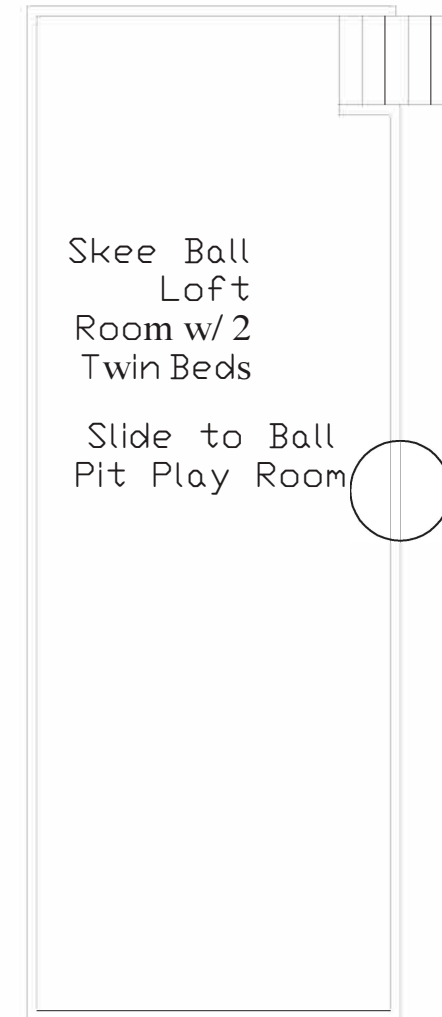 Skee Ball
Loft
Room w/ 2
Twin Beds
Slide to Ball
Pit Play Room